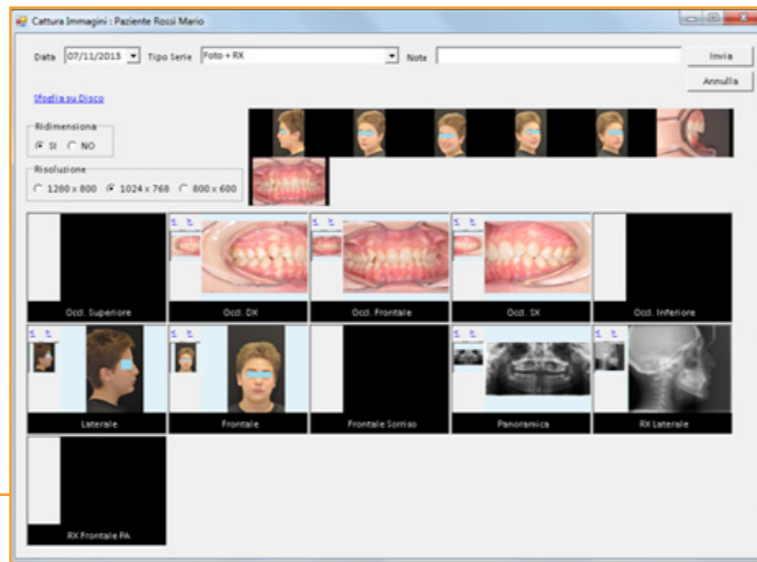 Cattura Immagini : Paziente Rossi Mario
Data 07/11/2013 Tipo Serie Foto + RX Note Invia
Annulla
Sfoglia su Disco
Ridimensiona
SI NO
Risoluzione
1280 x 800 1024 x 768 800 x 600
Occl. Superiore Occl. DX Occl. Frontale Occl. SX Occl. Inferiore
Laterale Frontale Frontale Sorriso Panoramica RX Laterale
RX Frontale PA